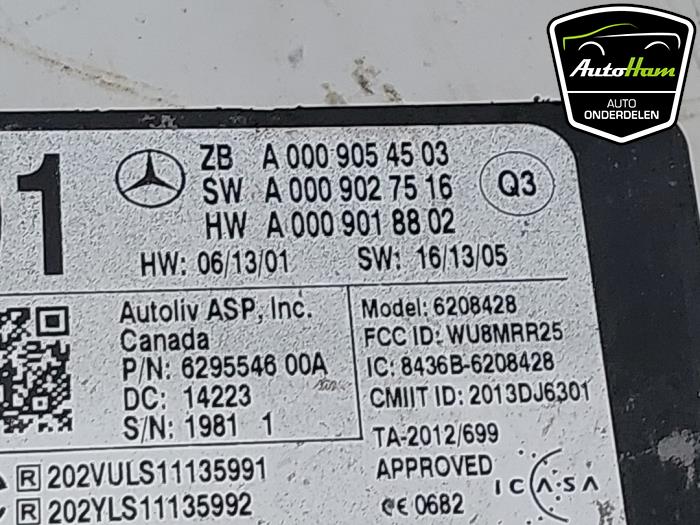 AutoHam
AUTO
ONDERDELEN
1
ZB A 000 905 45 03
SW A 000 902 75 16
HW A 000 901 88 02
Q3
HW: 06/13/01 SW: 16/13/05
Autoliv ASP, Inc.
Canada
P/N: 6295546 00A
DC: 14223
S/N: 1981 1
Model: 6208428
FCC ID: WU8MRR25
IC: 8436B-6208428
CMIIT ID: 2013DJ6301
TA-2012/699
APPROVED
ICASA
CE 0682
R 202VULS11135991
R 202YLS11135992